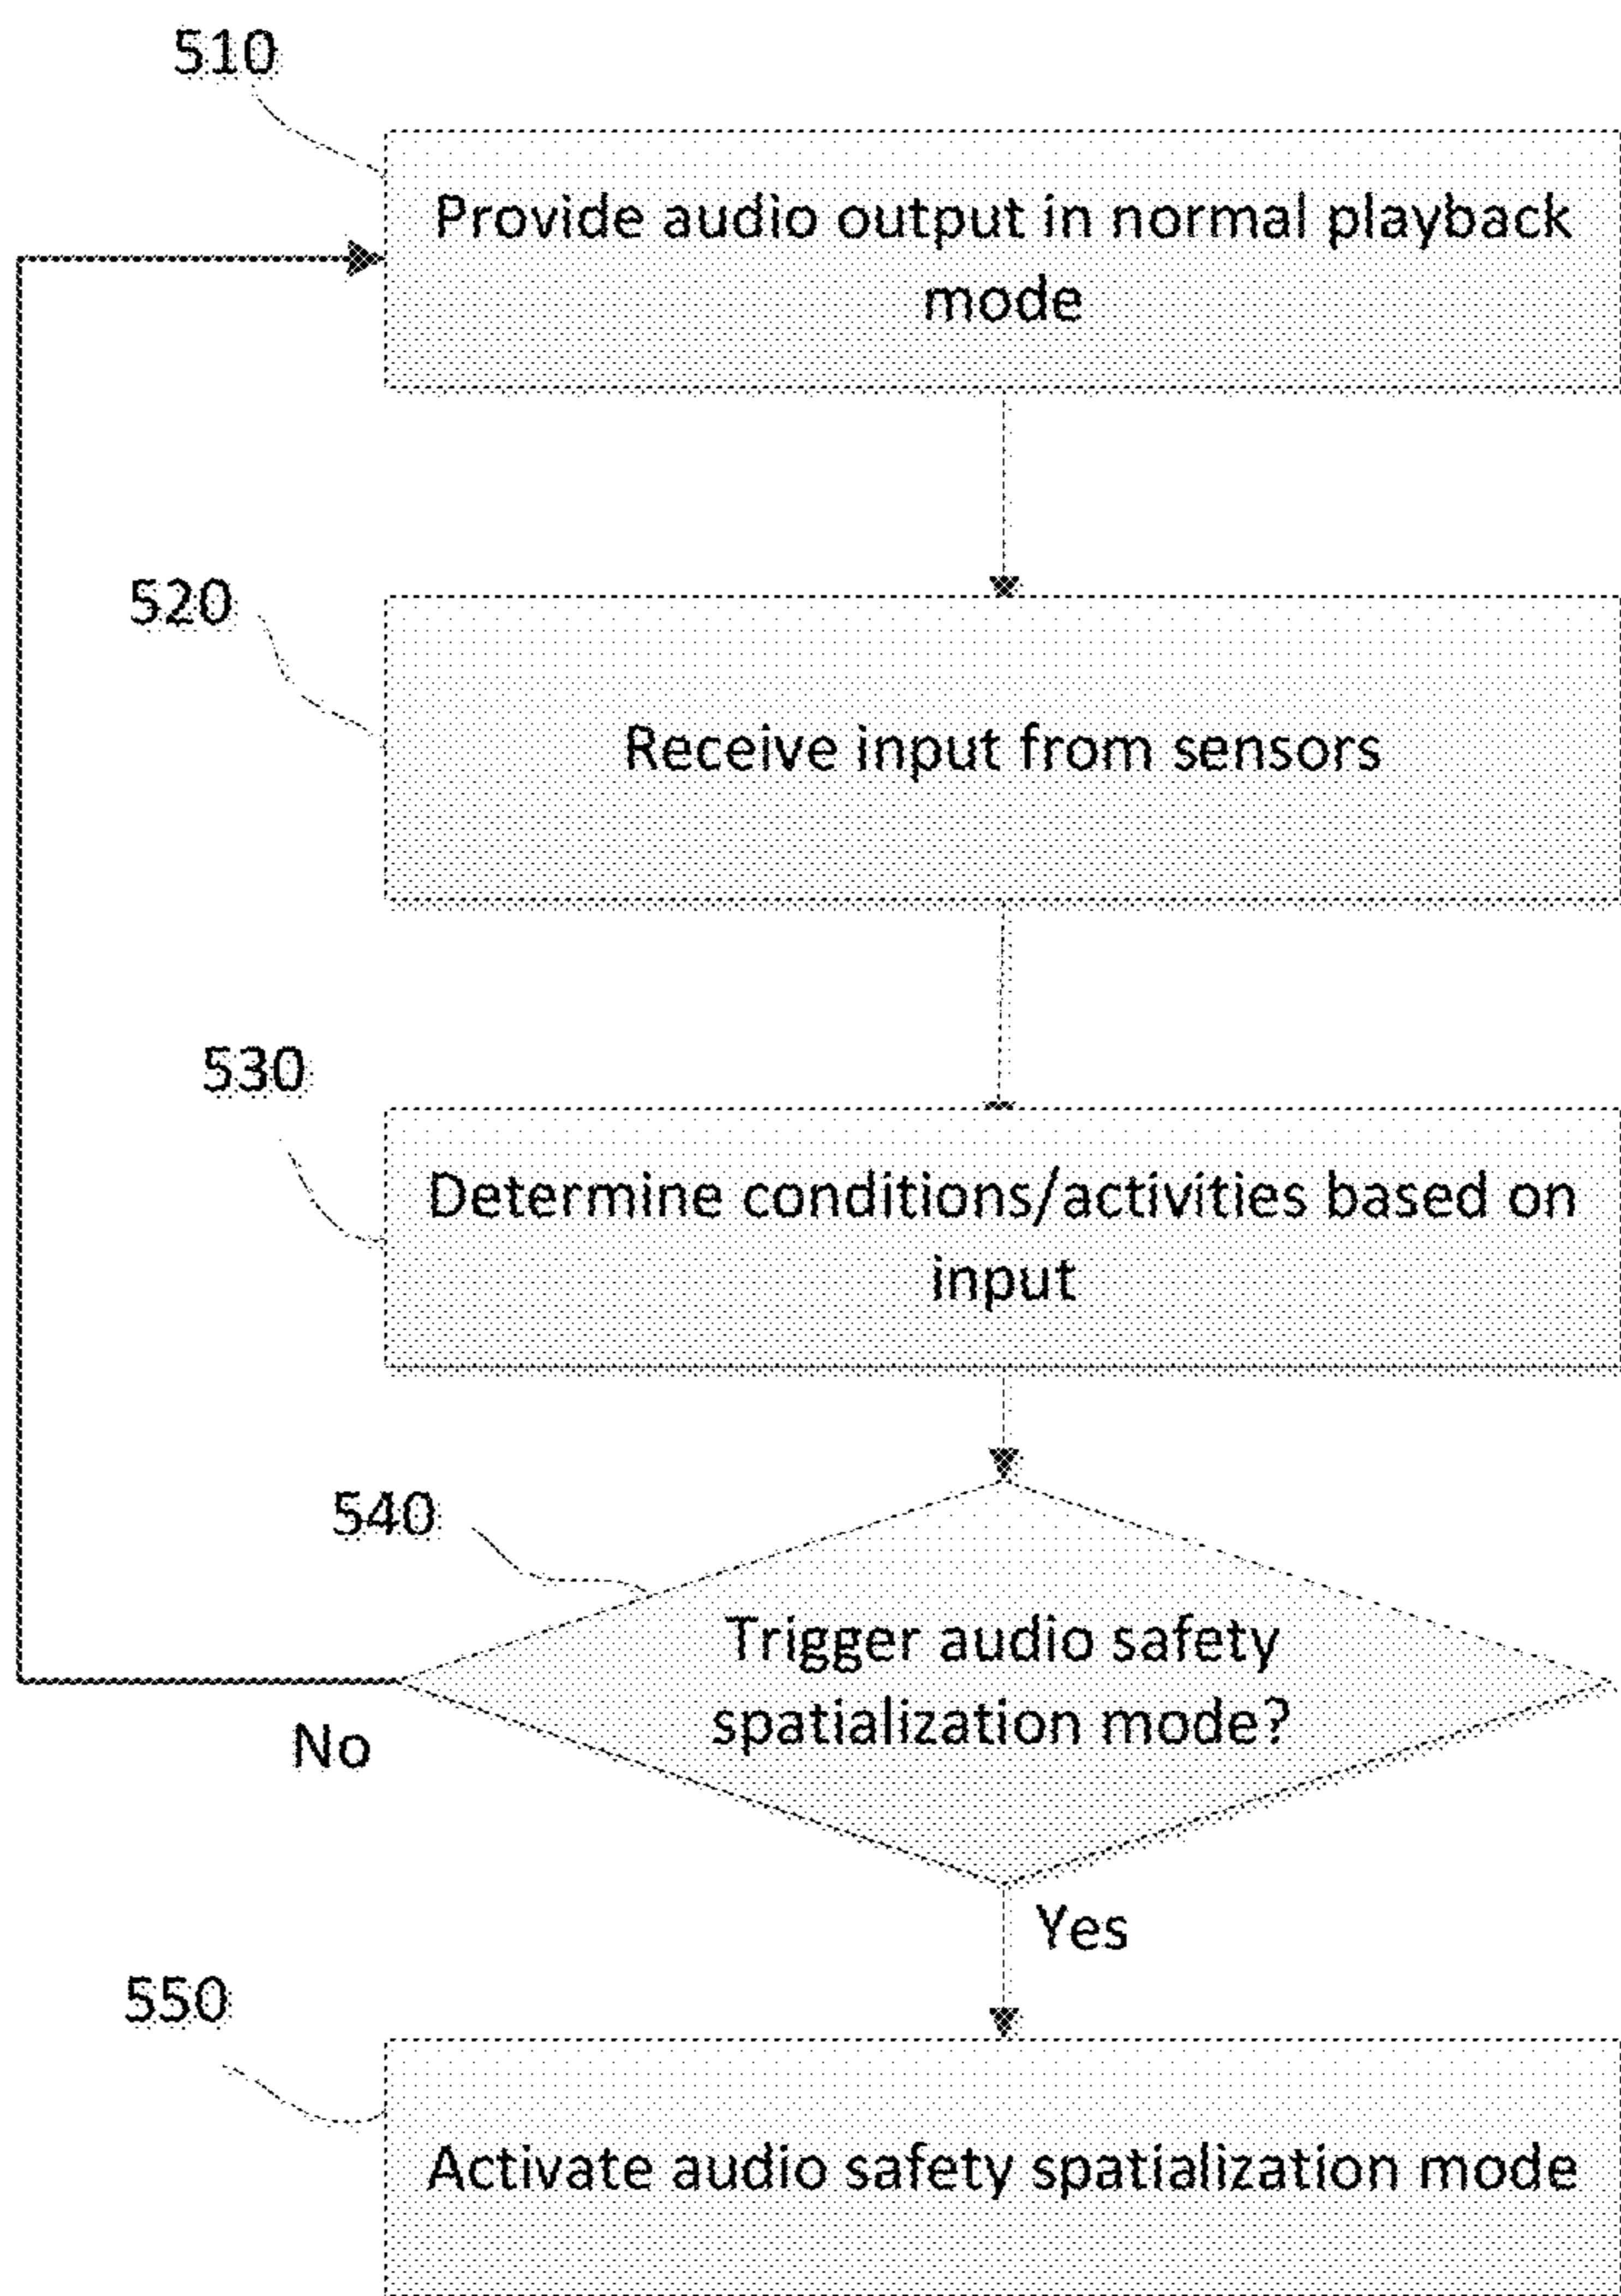 510
Provide audio output in normal playback
mode
520
Receive input from sensors
530
Determine conditions/activities based on
input
540
Trigger audio safety
spatialization mode?
No
Yes
550
Activate audio safety spatialization mode